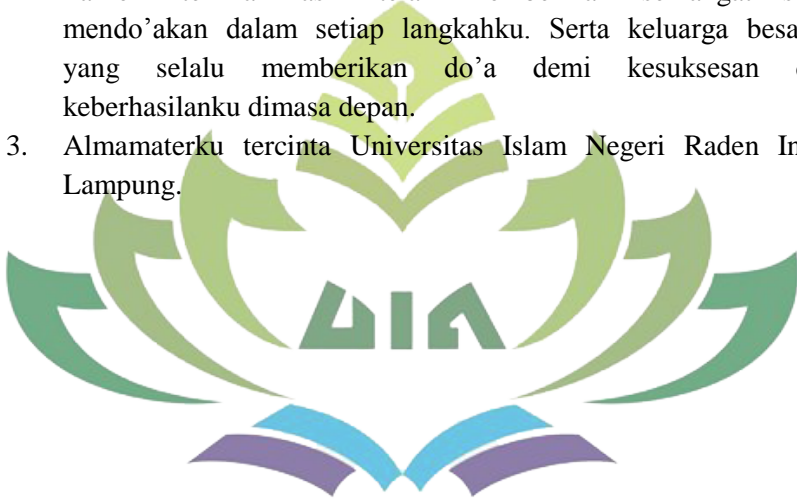 mendo’akan dalam setiap langkahku. Serta keluarga besa
yang selalu memberikan do’a demi kesuksesan
keberhasilanku dimasa depan.
3. Almamaterku tercinta Universitas Islam Negeri Raden In
Lampung.
UIN